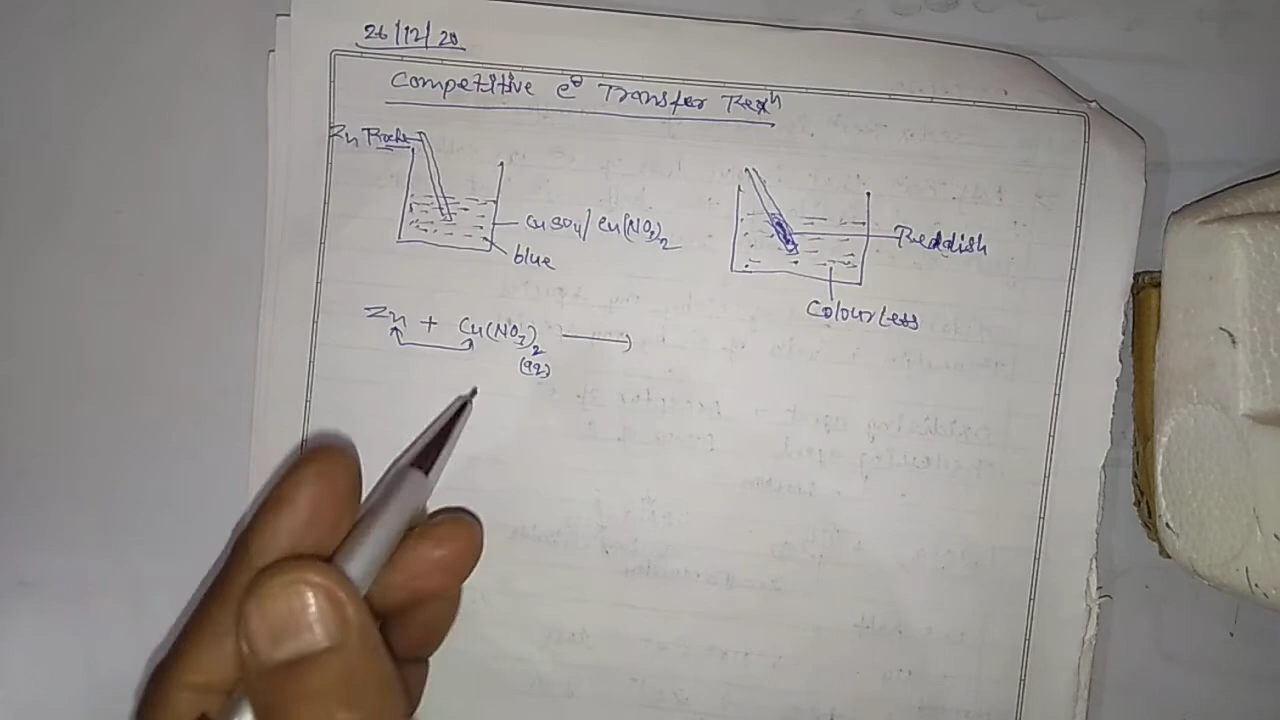 26/12/20
Competitive e⊖ Transfer Rexⁿ
Zn
CuSO4/Cu(NO3)2
blue
Reddish
Colourless
Zn + Cu(NO3)2 ⟶
(aq)